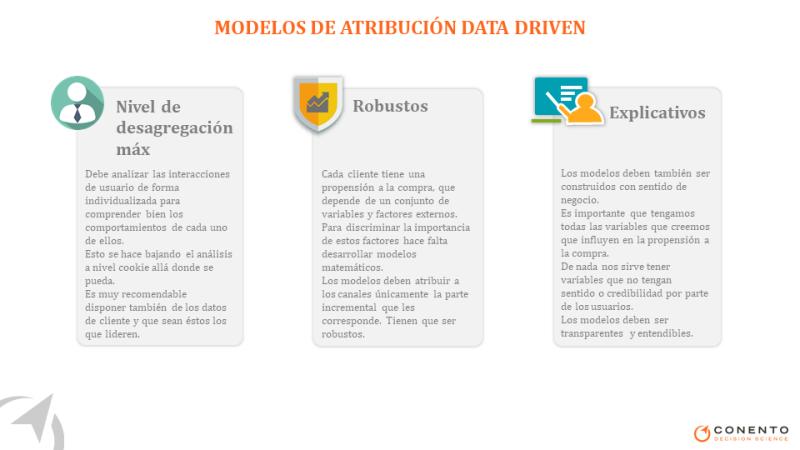 MODELOS DE ATRIBUCIÓN DATA DRIVEN
Nivel de
desagregación
máx
Debe analizar las interacciones
de usuario de forma
individualizada para
comprender bien los
comportamientos de cada uno
de ellos.
Esto se hace bajando el análisis
a nivel cookie allá donde se
pueda.
Es muy recomendable
disponer también de los datos
de cliente y que sean éstos los
que lideren.
Robustos
Cada cliente tiene una
propensión a la compra, que
depende de un conjunto de
variables y factores externos.
Para discriminar la importancia
de estos factores hace falta
desarrollar modelos
matemáticos.
Los modelos deben atribuir a
los canales únicamente la parte
incremental que les
corresponde. Tienen que ser
robustos.
Explicativos
Los modelos deben también ser
construidos con sentido de
negocio.
Es importante que tengamos
todas las variables que creemos
que influyen en la propensión a
la compra.
De nada nos sirve tener
variables que no tengan
sentido o credibilidad por parte
de los usuarios.
Los modelos deben ser
transparentes y entendibles.
CONENTO
DECISION SCIENCE